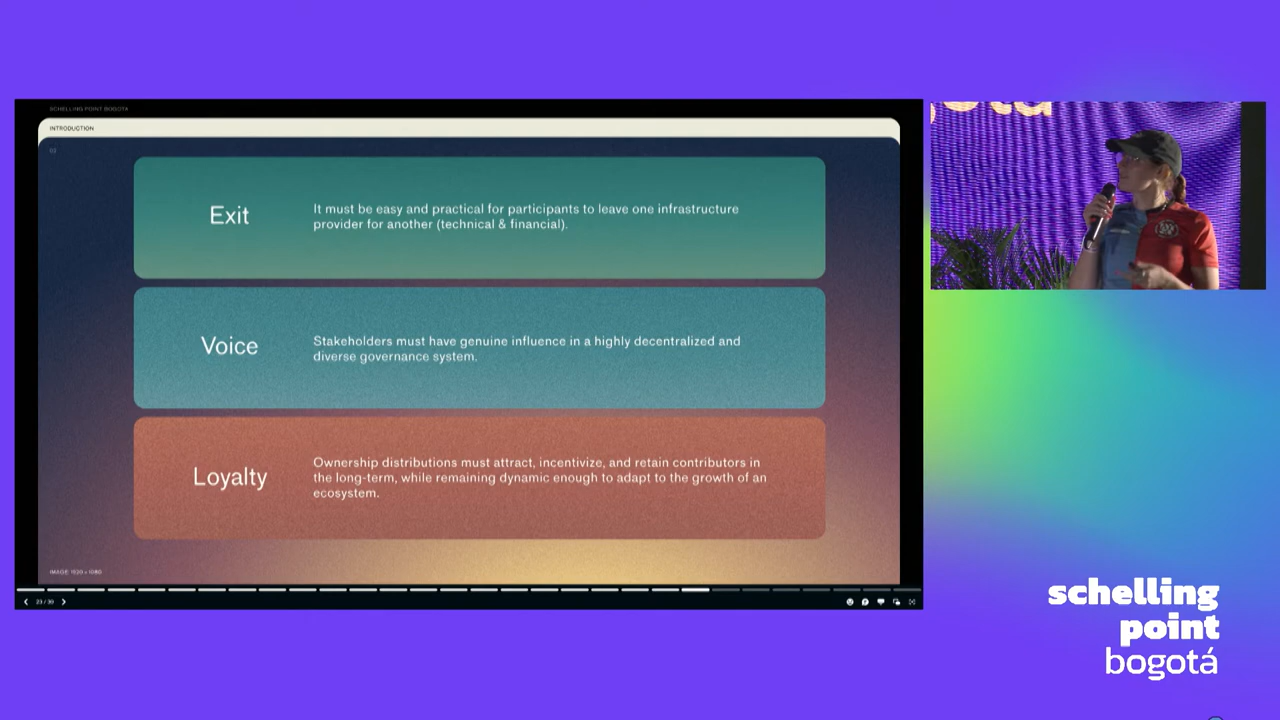 SCHELLING POINT BOGOTÁ
INTRODUCTION
02
Exit
It must be easy and practical for participants to leave one infrastructure
provider for another (technical & financial).
Voice
Stakeholders must have genuine influence in a highly decentralized and
diverse governance system.
Loyalty
Ownership distributions must attract, incentivize, and retain contributors in
the long-term, while remaining dynamic enough to adapt to the growth of an
ecosystem.
schelling
point
bogotá